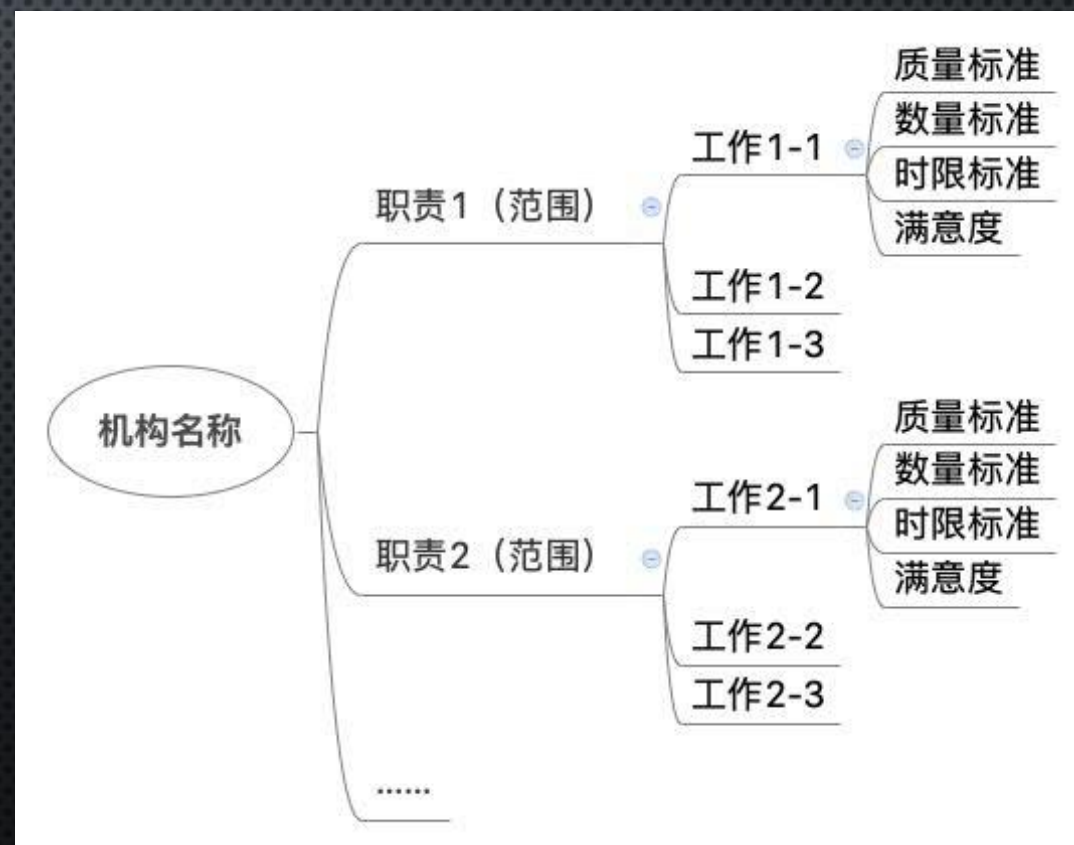 机构名称
职责1（范围）
工作1-1
质量标准
数量标准
时限标准
满意度
工作1-2
工作1-3
职责2（范围）
工作2-1
质量标准
数量标准
时限标准
满意度
工作2-2
工作2-3
......